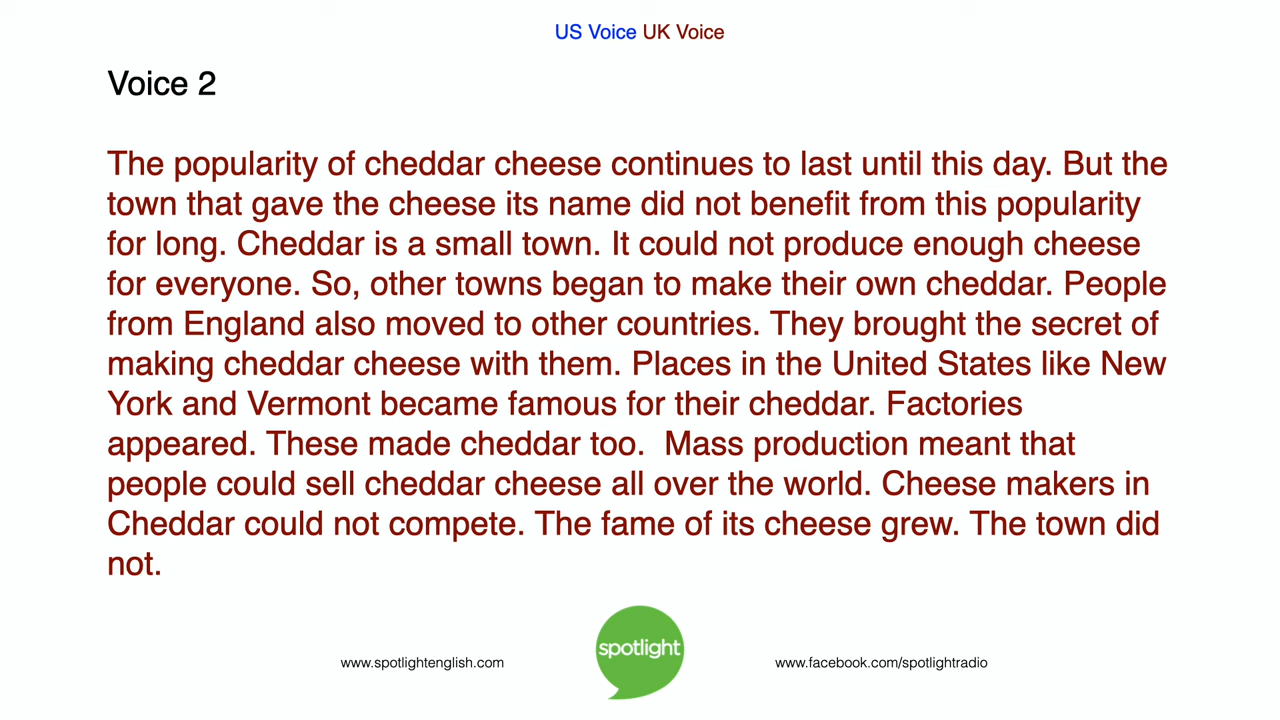 US Voice UK Voice
Voice 2
The popularity of cheddar cheese continues to last until this day. But the
town that gave the cheese its name did not benefit from this popularity
for long. Cheddar is a small town. It could not produce enough cheese
for everyone. So, other towns began to make their own cheddar. People
from England also moved to other countries. They brought the secret of
making cheddar cheese with them. Places in the United States like New
York and Vermont became famous for their cheddar. Factories
appeared. These made cheddar too.  Mass production meant that
people could sell cheddar cheese all over the world. Cheese makers in
Cheddar could not compete. The fame of its cheese grew. The town did
not.
spotlight
www.spotlightenglish.com
www.facebook.com/spotlightradio